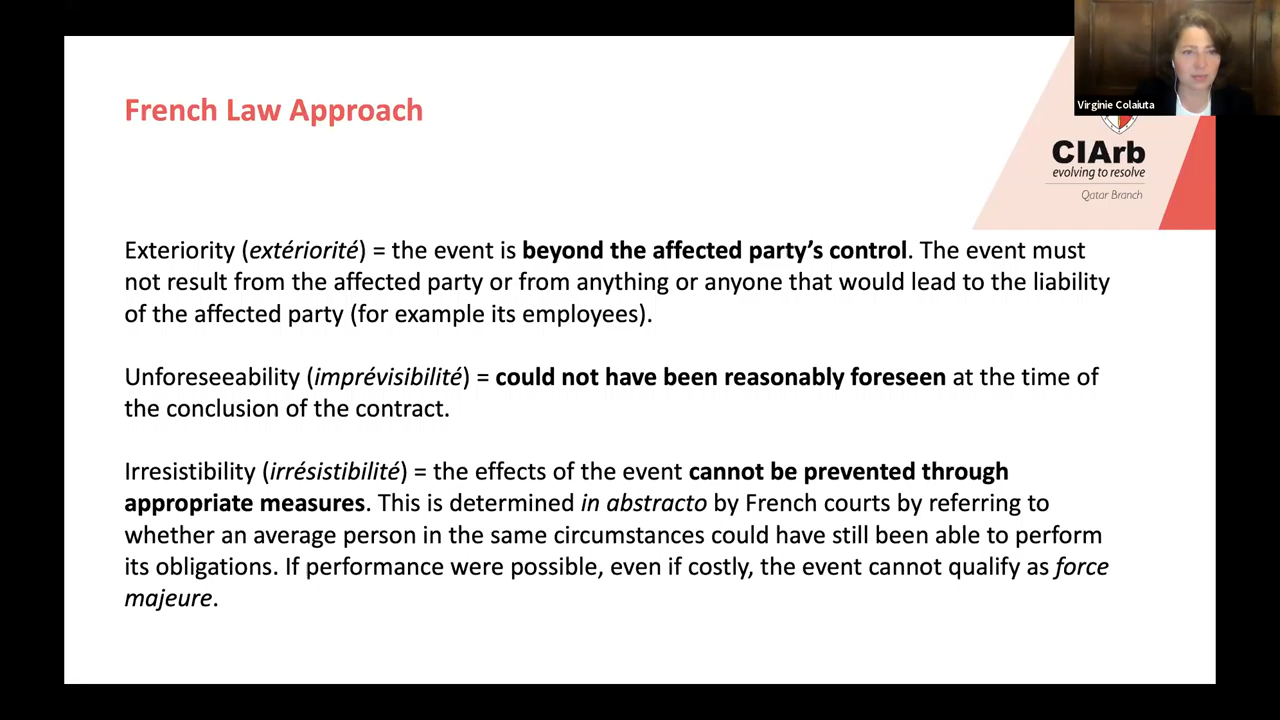 Virginie Colaiuta
French Law Approach
CIArb
evolving to resolve
Qatar Branch
Exteriority (extériorité) = the event is beyond the affected party’s control. The event must
not result from the affected party or from anything or anyone that would lead to the liability
of the affected party (for example its employees).
Unforeseeability (imprévisibilité) = could not have been reasonably foreseen at the time of
the conclusion of the contract.
Irresistibility (irrésistibilité) = the effects of the event cannot be prevented through
appropriate measures. This is determined in abstracto by French courts by referring to
whether an average person in the same circumstances could have still been able to perform
its obligations. If performance were possible, even if costly, the event cannot qualify as force
majeure.